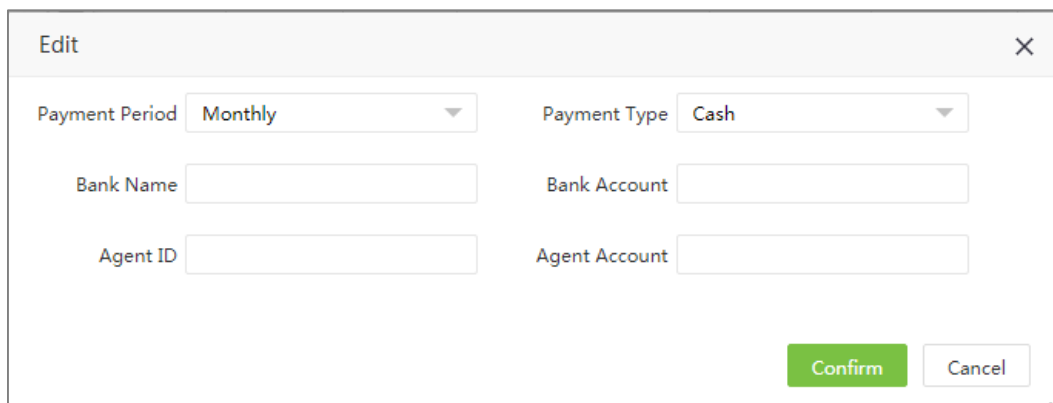 Edit
Payment Period Monthly Payment Type Cash
Bank Name Bank Account
Agent ID Agent Account
Confirm Cancel